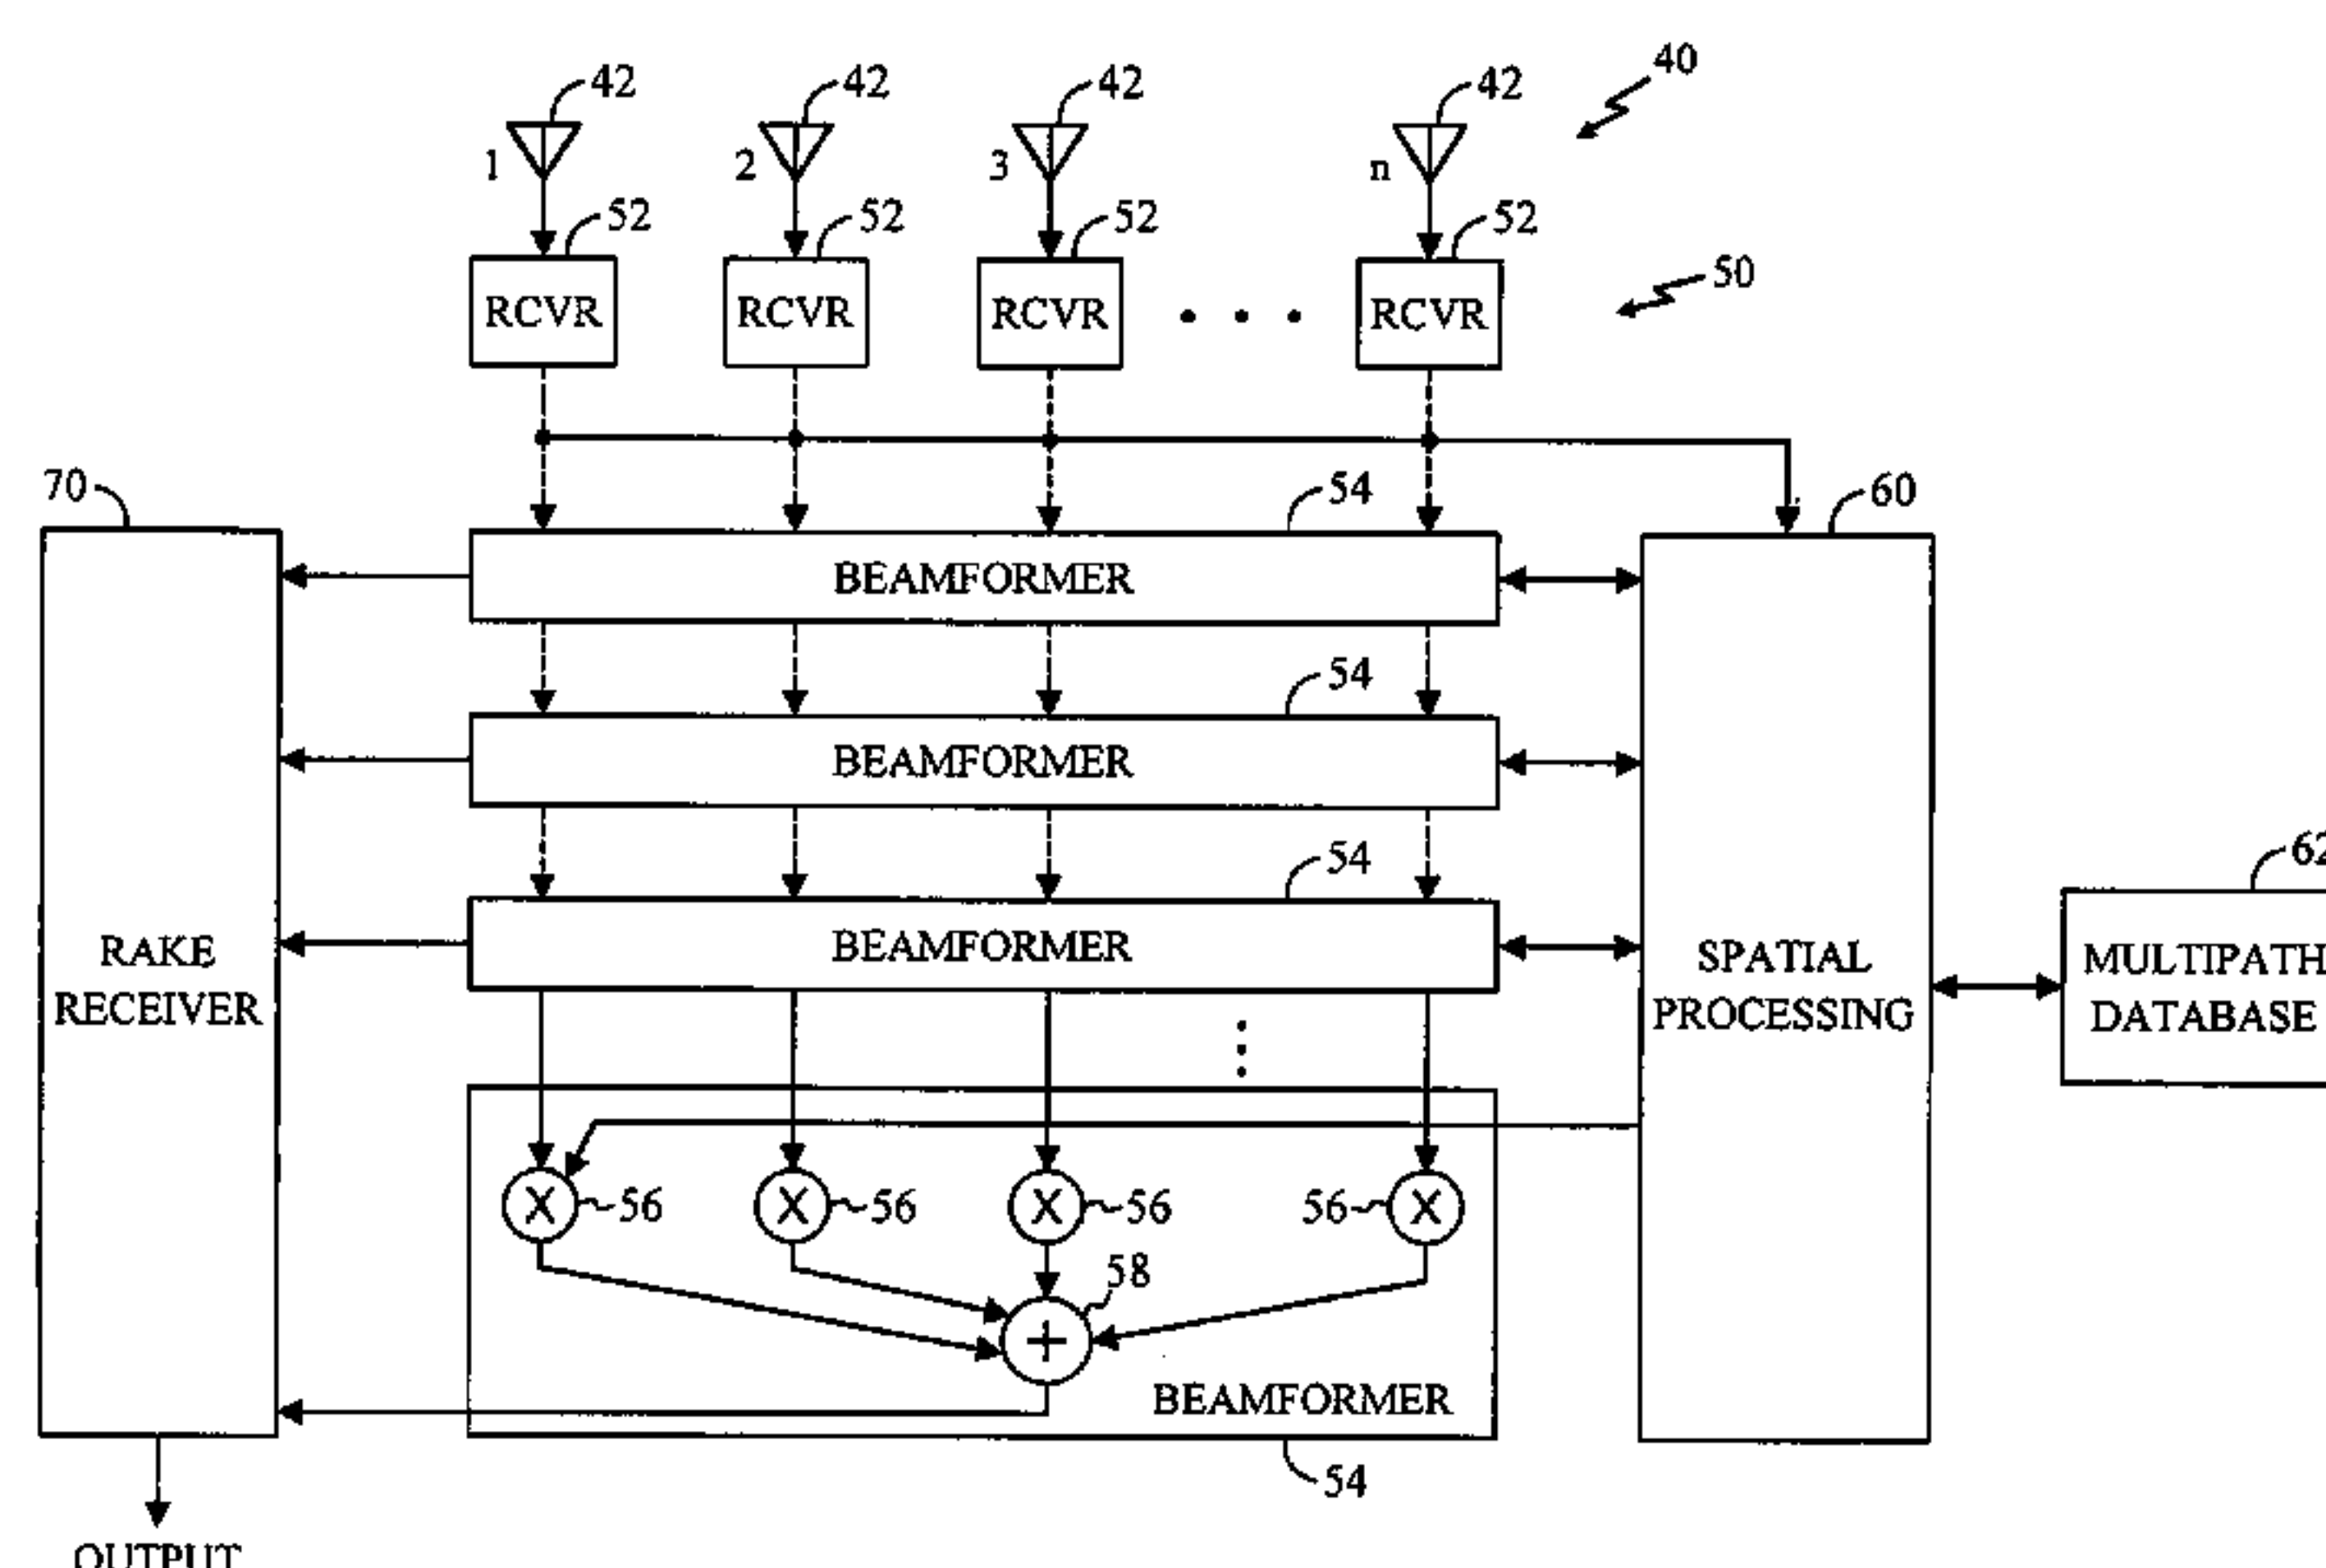 40
42 42 42 42
1 2 3 n
52 52 52 52
50
RCVR RCVR RCVR • • • RCVR
70 54 60
BEAMFORMER
54
BEAMFORMER
54 62
BEAMFORMER
RAKE
RECEIVER
SPATIAL
PROCESSING
MULTIPATH
DATABASE
X 56 X 56 X 56 56 X
58
+
BEAMFORMER
54
OUTPUT